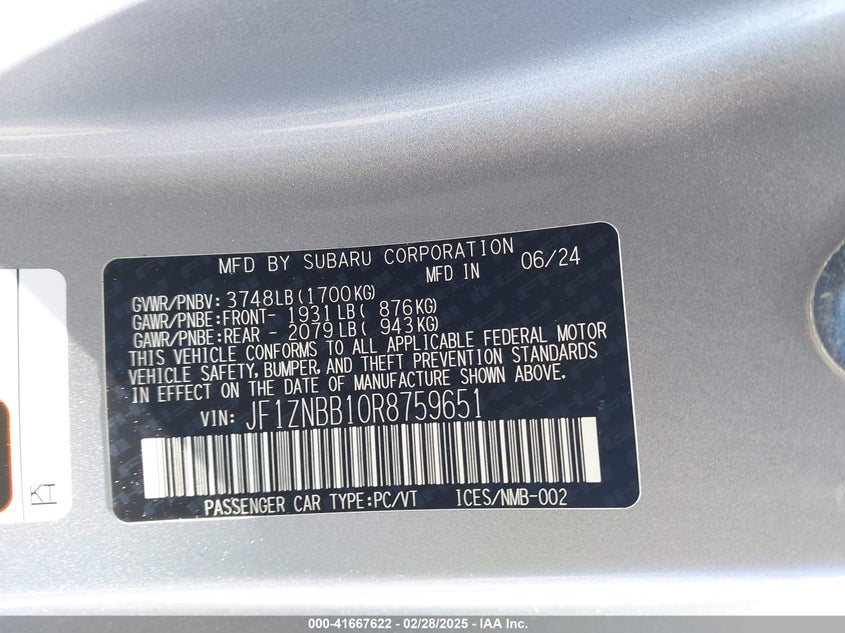 MFD BY SUBARU CORPORATION
MFD IN 06/24
GVWR/PNBV: 3748LB(1700KG)
GAWR/PNBE:FRONT- 1931LB( 876KG)
GAWR/PNBE:REAR - 2079LB( 943KG)
THIS VEHICLE CONFORMS TO ALL APPLICABLE FEDERAL MOTOR
VEHICLE SAFETY, BUMPER, AND THEFT PREVENTION STANDARDS
IN EFFECT ON THE DATE OF MANUFACTURE SHOWN ABOVE.
VIN: JF1ZNBB10R8759651
PASSENGER CAR TYPE:PC/VT ICES/NMB-002
KT
000-41667622 - 02/28/2025 - IAA Inc.